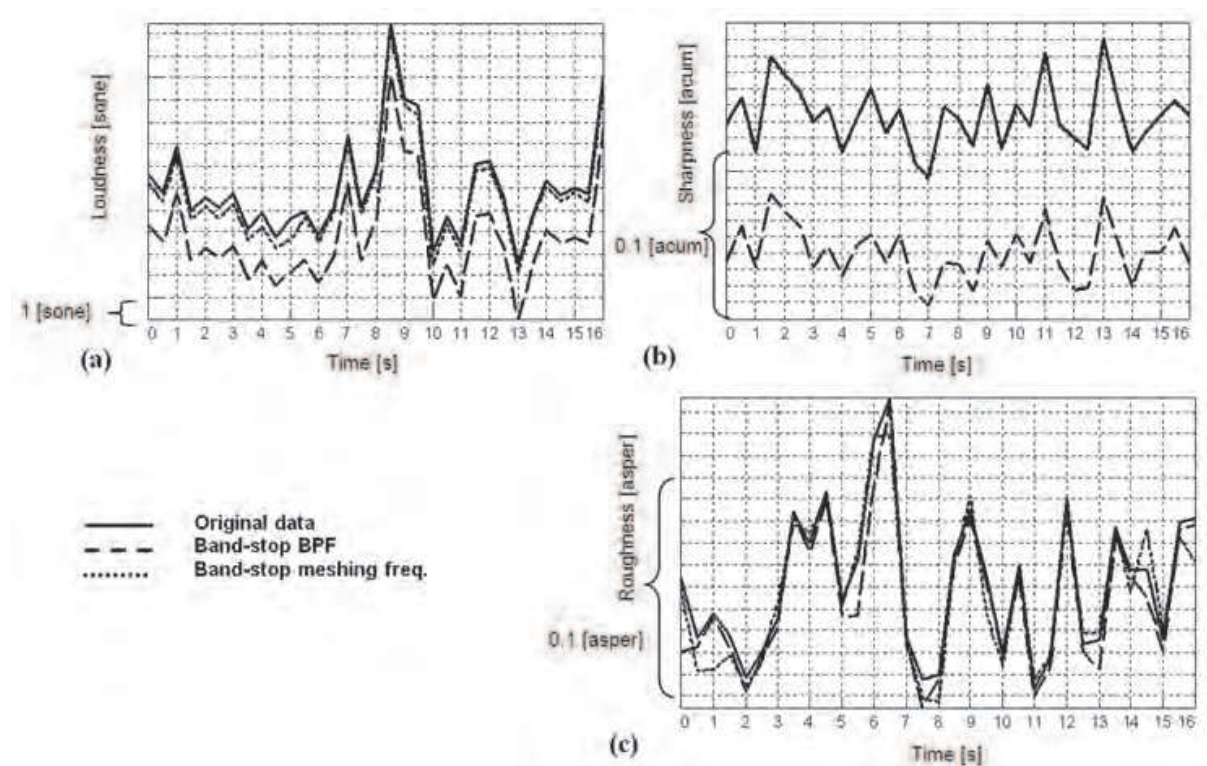 Loudness [sone]
1 [sone]
0 1 2 3 4 5 6 7 8 9 10 11 12 13 14 15 16
Time [s]
(a)
Sharpness [acum]
0.1 [acum]
0 1 2 3 4 5 6 7 8 9 10 11 12 13 14 15 16
Time [s]
(b)
Original data
Band-stop BPF
Band-stop meshing freq.
Roughness [asper]
0.1 [asper]
0 1 2 3 4 5 6 7 8 9 10 11 12 13 14 15 16
Time [s]
(c)